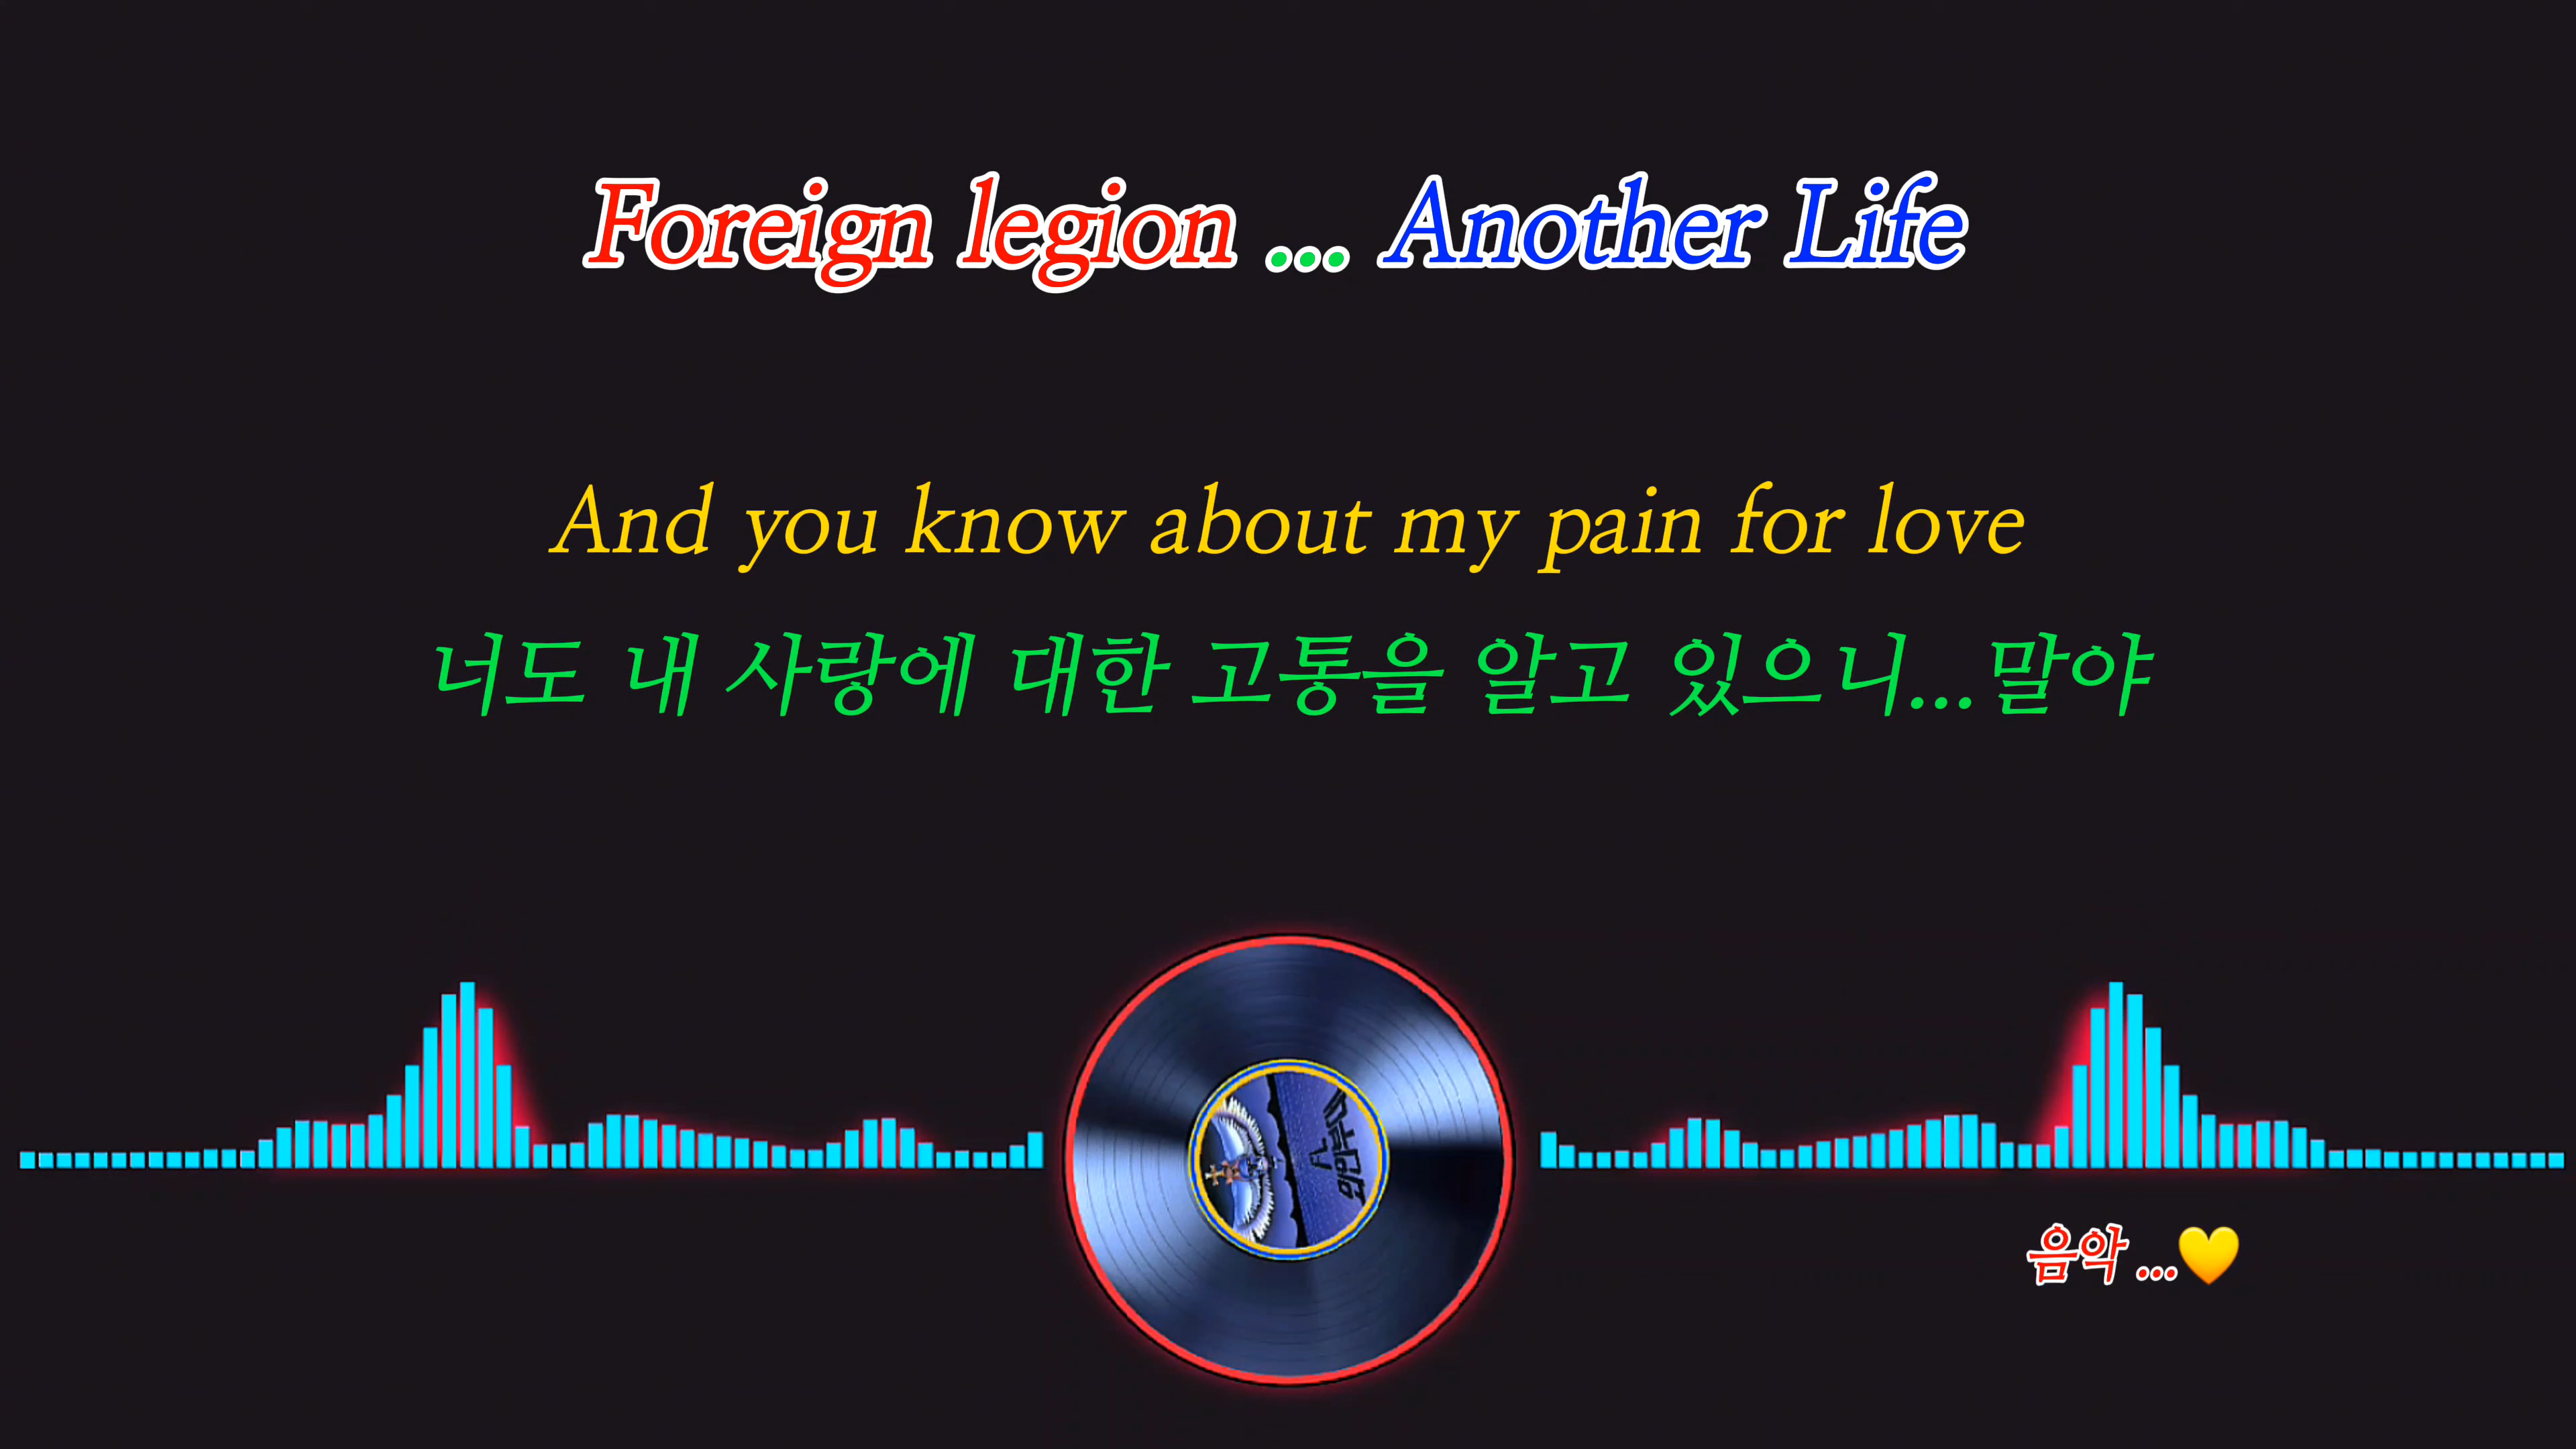 Foreign legion ... Another Life
And you know about my pain for love
너도 내 사랑에 대한 고통을 알고 있으니...말야
음악 ...💛